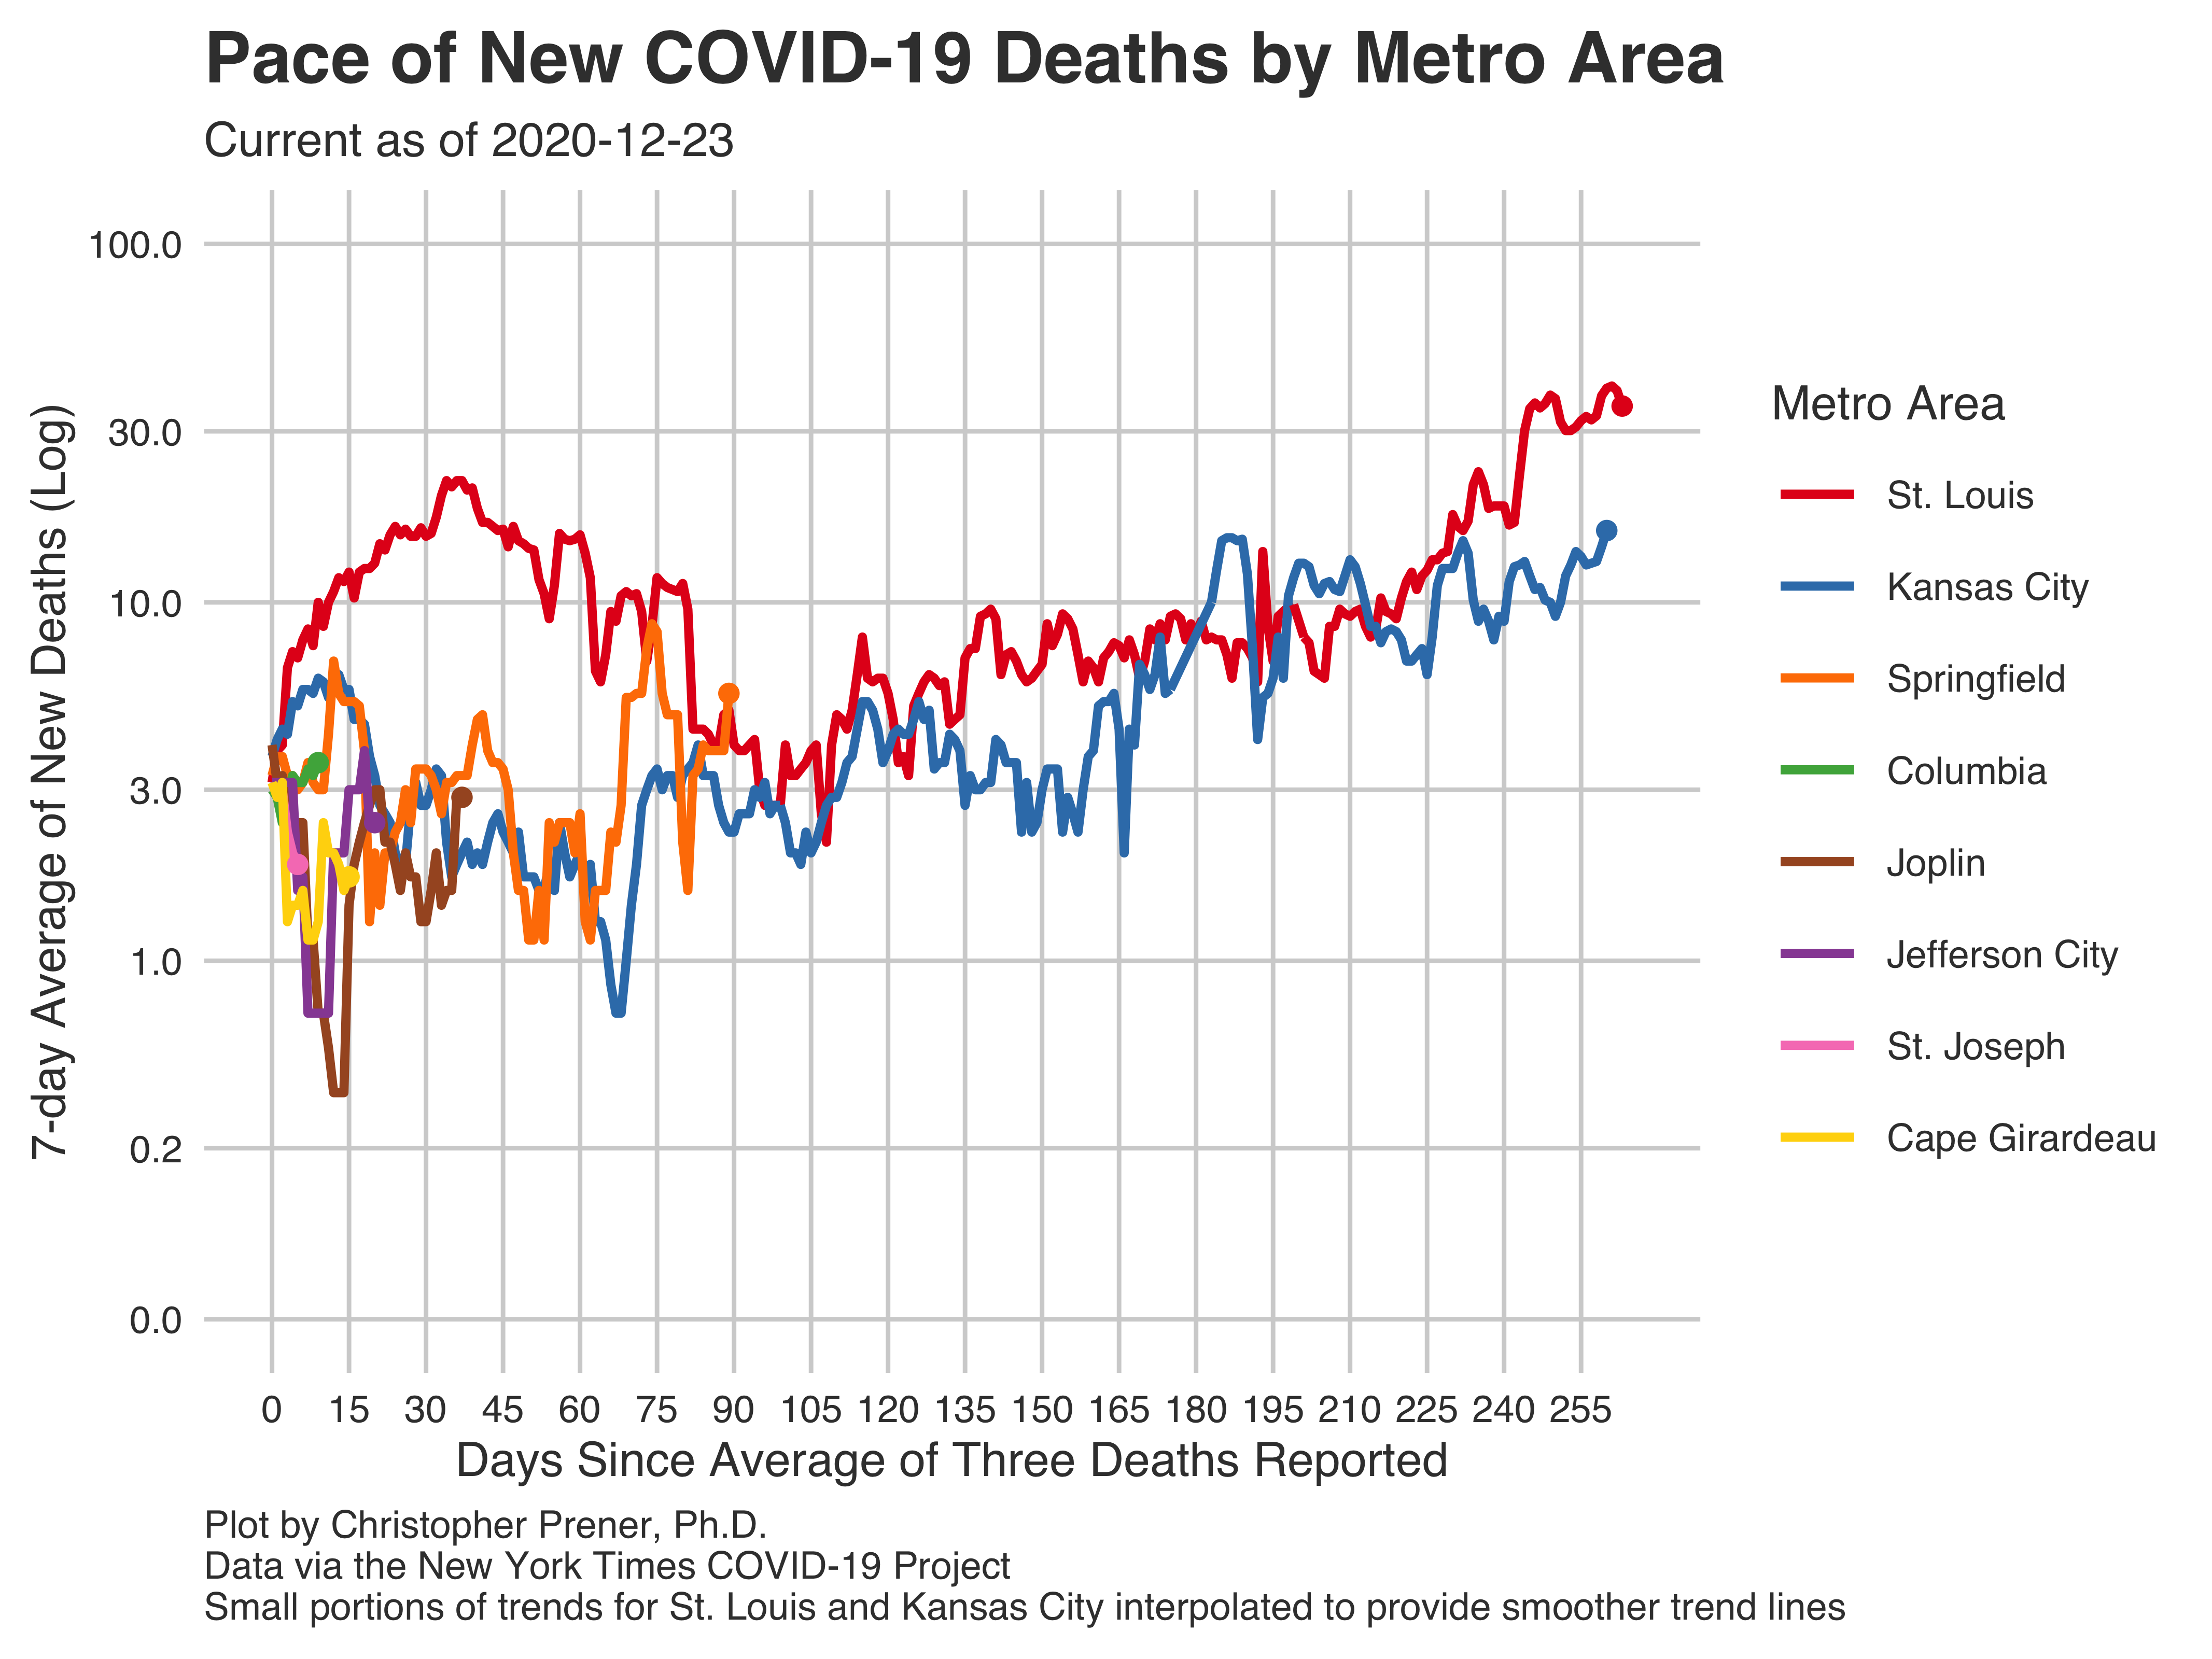 Pace of New COVID-19 Deaths by Metro Area
Current as of 2020-12-23
7-day Average of New Deaths (Log)
100.0
30.0
10.0
3.0
1.0
0.2
0.0
0 15 30 45 60 75 90 105 120 135 150 165 180 195 210 225 240 255
Days Since Average of Three Deaths Reported
Metro Area
St. Louis
Kansas City
Springfield
Columbia
Joplin
Jefferson City
St. Joseph
Cape Girardeau
Plot by Christopher Prener, Ph.D.
Data via the New York Times COVID-19 Project
Small portions of trends for St. Louis and Kansas City interpolated to provide smoother trend lines